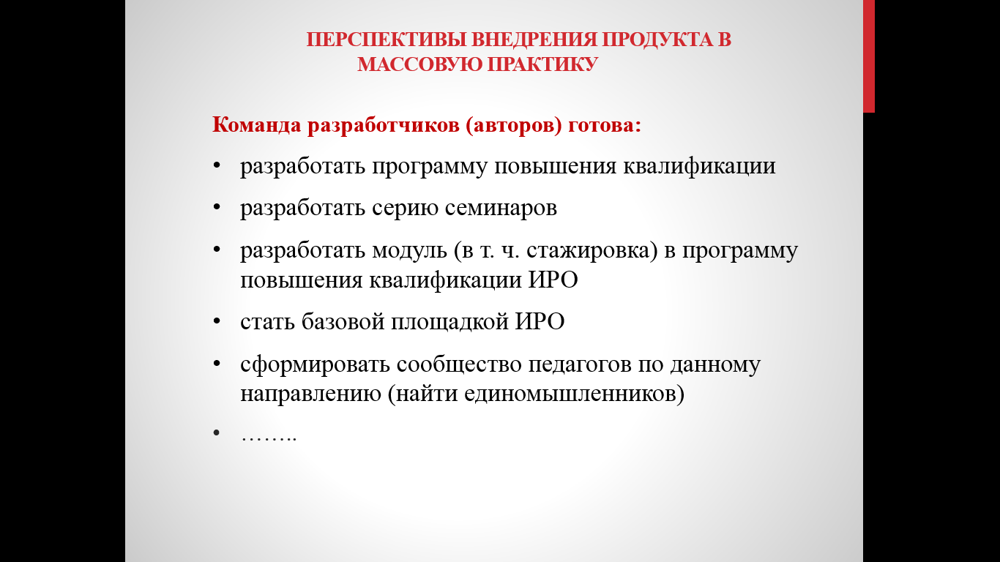 ПЕРСПЕКТИВЫ ВНЕДРЕНИЯ ПРОДУКТА В
МАССОВУЮ ПРАКТИКУ
Команда разработчиков (авторов) готова:
• разработать программу повышения квалификации
• разработать серию семинаров
• разработать модуль (в т. ч. стажировка) в программу
повышения квалификации ИРО
• стать базовой площадкой ИРО
• сформировать сообщество педагогов по данному
направлению (найти единомышленников)
• ……..